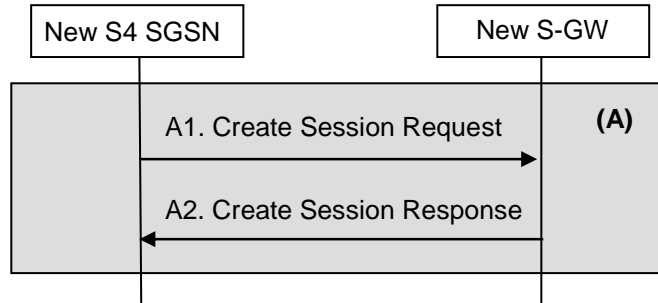 New S4 SGSN
New S-GW
(A)
A1. Create Session Request
A2. Create Session Response